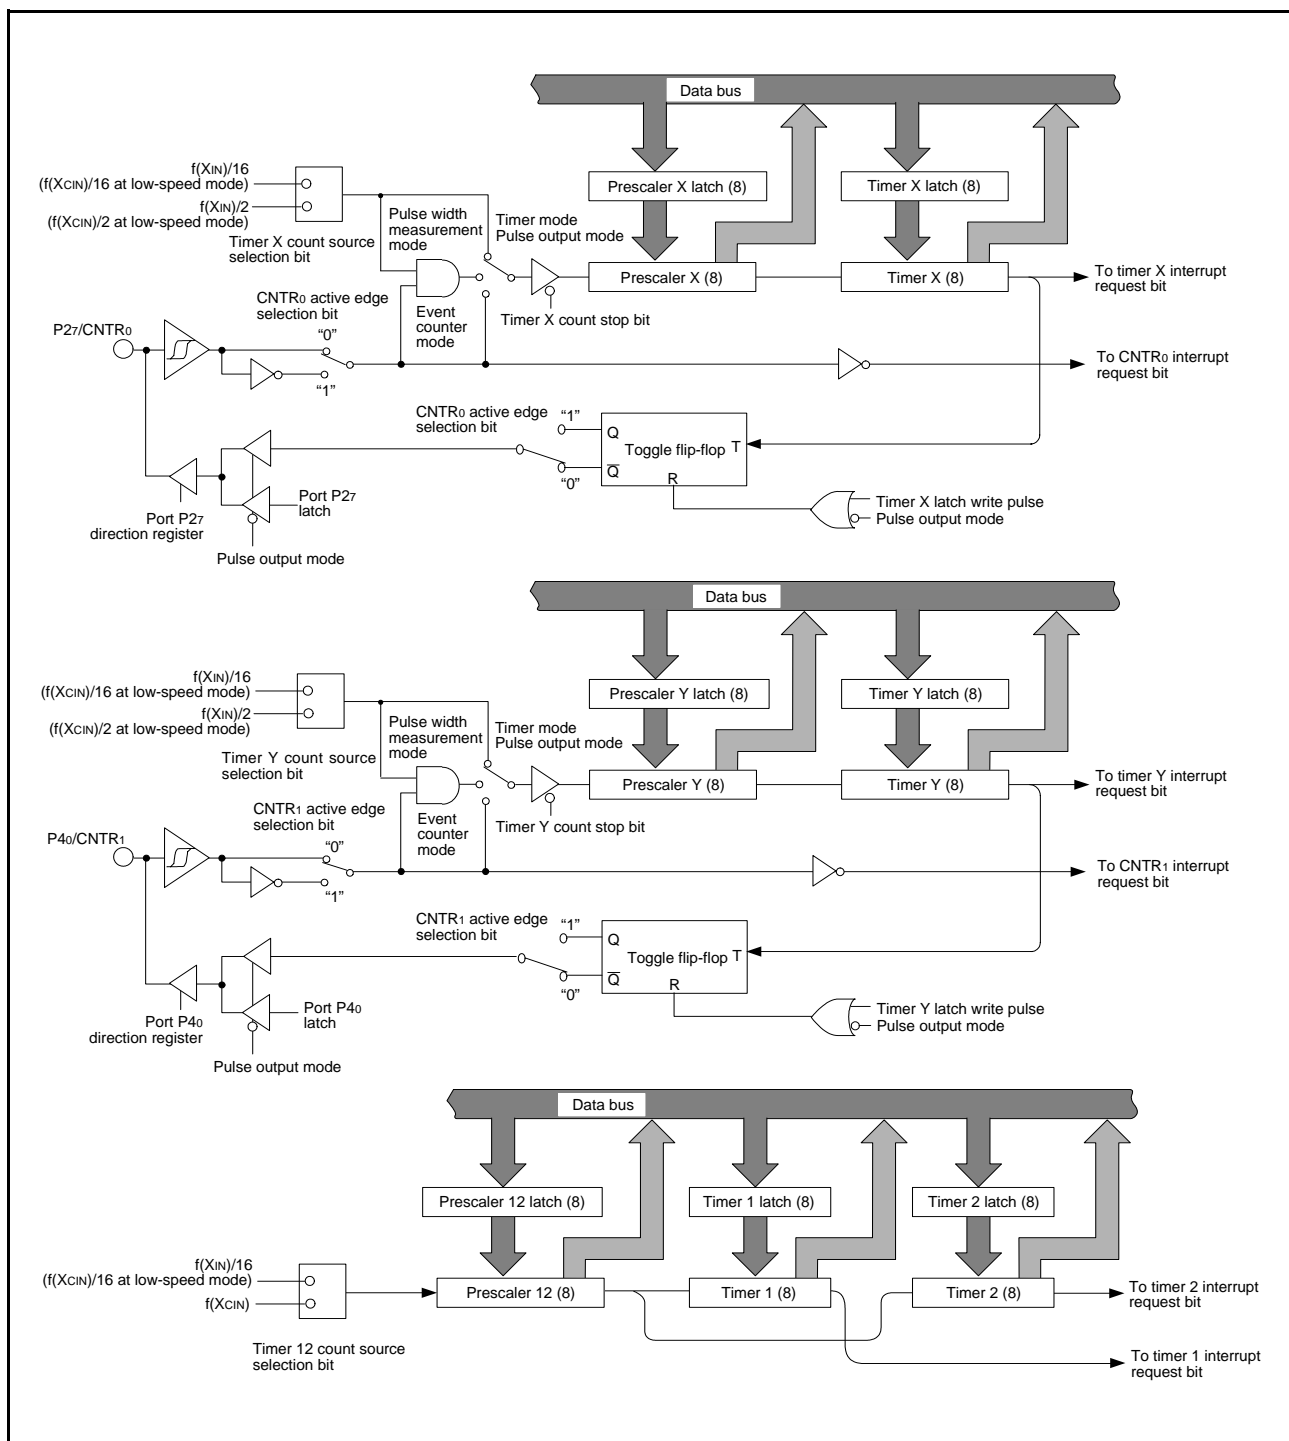 Data bus
f(XIN)/16
(f(XCIN)/16 at low-speed mode)
f(XIN)/2
(f(XCIN)/2 at low-speed mode)
Timer X count source
selection bit
Pulse width
measurement
mode
Timer mode
Pulse output mode
Prescaler X latch (8)
Timer X latch (8)
Prescaler X (8)
Timer X (8)
To timer X interrupt
request bit
CNTR0 active edge
selection bit
Event
counter
mode
Timer X count stop bit
P27/CNTR0
“0”
“1”
To CNTR0 interrupt
request bit
CNTR0 active edge
selection bit
“1”
“0”
Q
Toggle flip-flop
T
Q
R
Port P27
latch
Port P27
direction register
Pulse output mode
Timer X latch write pulse
Pulse output mode
Data bus
f(XIN)/16
(f(XCIN)/16 at low-speed mode)
f(XIN)/2
(f(XCIN)/2 at low-speed mode)
Timer Y count source
selection bit
Pulse width
measurement
mode
Timer mode
Pulse output mode
Prescaler Y latch (8)
Timer Y latch (8)
Prescaler Y (8)
Timer Y (8)
To timer Y interrupt
request bit
CNTR1 active edge
selection bit
Event
counter
mode
Timer Y count stop bit
P40/CNTR1
“0”
“1”
To CNTR1 interrupt
request bit
CNTR1 active edge
selection bit
“1”
“0”
Q
Toggle flip-flop
T
Q
R
Port P40
latch
Port P40
direction register
Pulse output mode
Timer Y latch write pulse
Pulse output mode
Data bus
Prescaler 12 latch (8)
Timer 1 latch (8)
Timer 2 latch (8)
f(XIN)/16
(f(XCIN)/16 at low-speed mode)
f(XCIN)
Timer 12 count source
selection bit
Prescaler 12 (8)
Timer 1 (8)
Timer 2 (8)
To timer 2 interrupt
request bit
To timer 1 interrupt
request bit